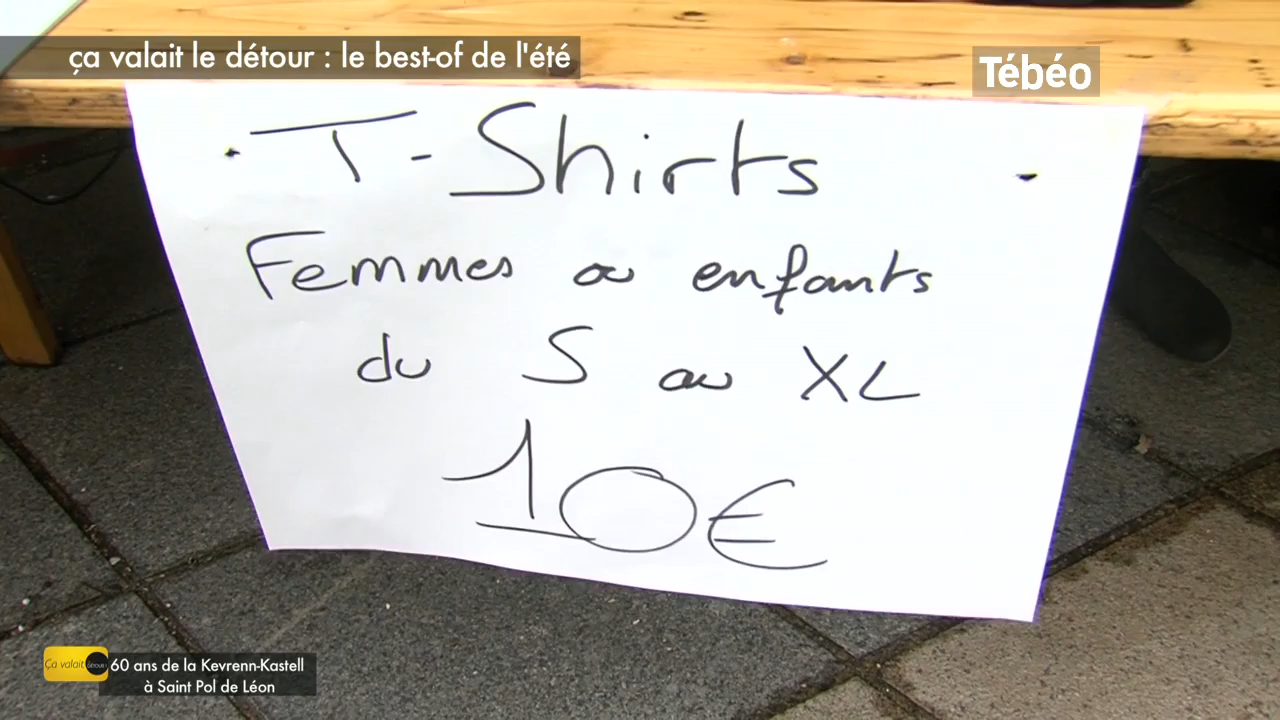 ça valait le détour : le best-of de l'été
Tébéo
T-Shirts
Femmes ou enfants
du S au XL
10€
Ça valait le détour !
60 ans de la Kevrenn-Kastell
à Saint Pol de Léon